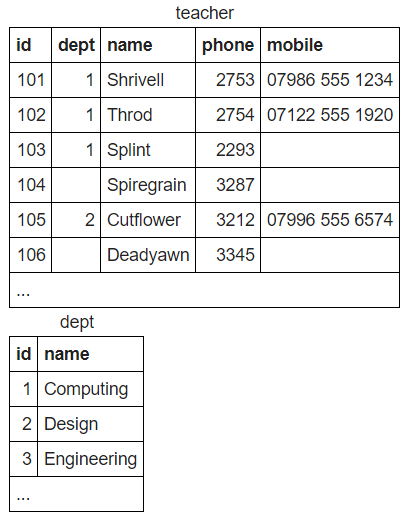 teacher
id dept name phone mobile
101 1 Shrivell 2753 07986 555 1234
102 1 Throd 2754 07122 555 1920
103 1 Splint 2293
104 Spiregrain 3287
105 2 Cutflower 3212 07996 555 6574
106 Deadyawn 3345
...
dept
id name
1 Computing
2 Design
3 Engineering
...